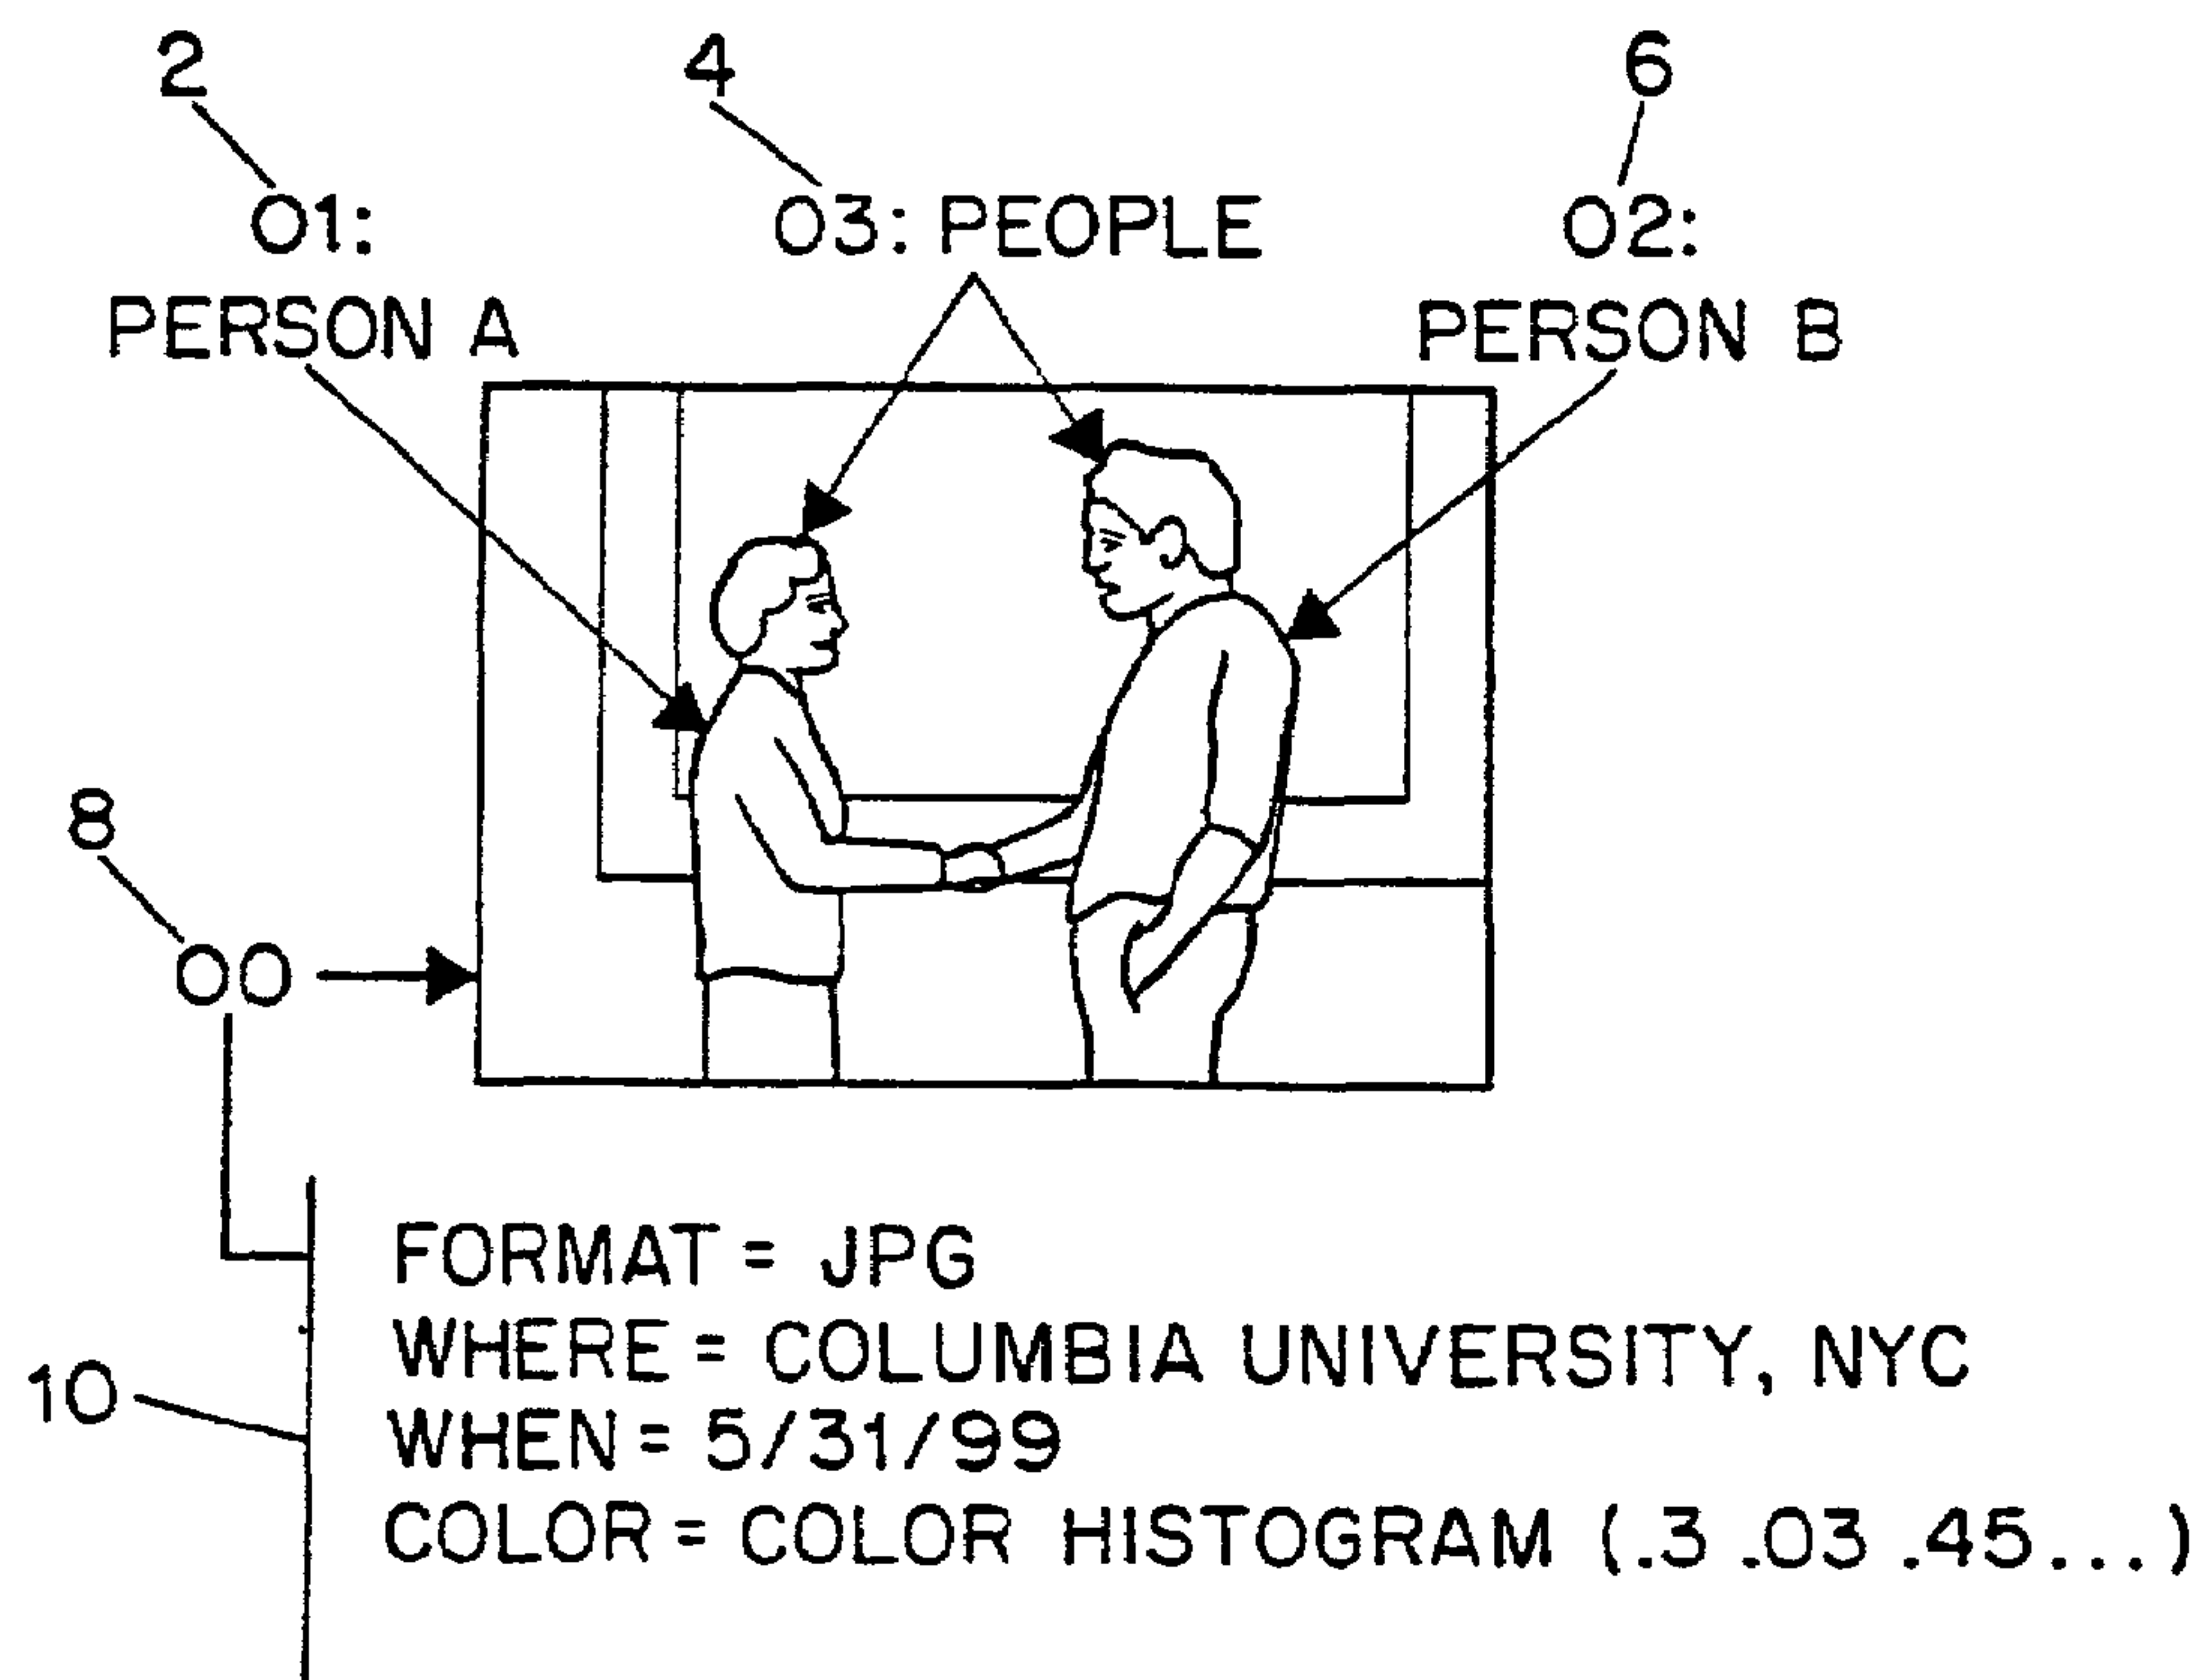 2
4
6
O1:
O3: PEOPLE
O2:
PERSON A
PERSON B
8
OO
FORMAT = JPG
WHERE = COLUMBIA UNIVERSITY, NYC
10
WHEN = 5/31/99
COLOR = COLOR HISTOGRAM (.3 .03 .45...)